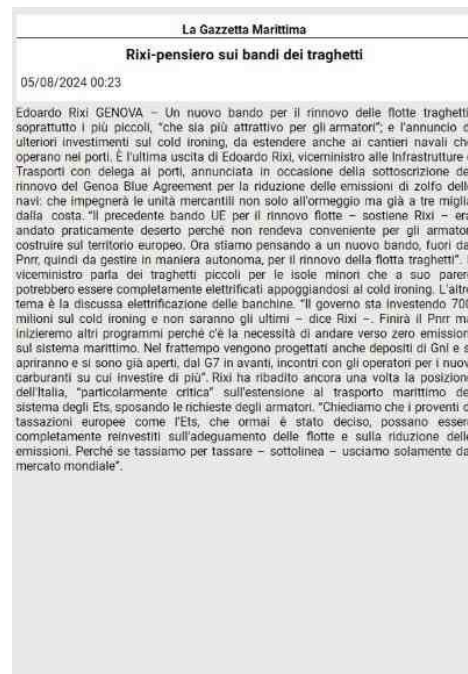 La Gazzetta Marittima
Rixi-pensiero sui bandi dei traghetti
05/08/2024 00:23
Edoardo Rixi GENOVA – Un nuovo bando per il rinnovo delle flotte traghetti
soprattutto i più piccoli, "che sia più attrattivo per gli armatori"; e l'annuncio d
ulteriori investimenti sul cold ironing, da estendere anche ai cantieri navali che
operano nei porti. È l'ultima uscita di Edoardo Rixi, viceministro alle Infrastrutture e
Trasporti con delega ai porti, annunciata in occasione della sottoscrizione de
rinnovo del Genoa Blue Agreement per la riduzione delle emissioni di zolfo delle
navi: che impegnerà le unità mercantili non solo all'ormeggio ma già a tre miglia
dalla costa. "Il precedente bando UE per il rinnovo flotte – sostiene Rixi – era
andato praticamente deserto perché non rendeva conveniente per gli armator
costruire sul territorio europeo. Ora stiamo pensando a un nuovo bando, fuori da
Pnrr, quindi da gestire in maniera autonoma, per il rinnovo della flotta traghetti". I
viceministro parla dei traghetti piccoli per le isole minori che a suo parere
potrebbero essere completamente elettrificati appoggiandosi al cold ironing. L'altro
tema è la discussa elettrificazione delle banchine. "Il governo sta investendo 700
milioni sul cold ironing e non saranno gli ultimi – dice Rixi –. Finirà il Pnrr ma
inizieremo altri programmi perché c'è la necessità di andare verso zero emission
sul sistema marittimo. Nel frattempo vengono progettati anche depositi di Gnl e s
apriranno e si sono già aperti, dal G7 in avanti, incontri con gli operatori per i nuov
carburanti su cui investire di più". Rixi ha ribadito ancora una volta la posizione
dell'Italia, "particolarmente critica" sull'estensione al trasporto marittimo de
sistema degli Ets, sposando le richieste degli armatori. "Chiediamo che i proventi d
tassazioni europee come l'Ets, che ormai è stato deciso, possano essere
completamente reinvestiti sull'adeguamento delle flotte e sulla riduzione delle
emissioni. Perché se tassiamo per tassare – sottolinea – usciamo solamente da
mercato mondiale".